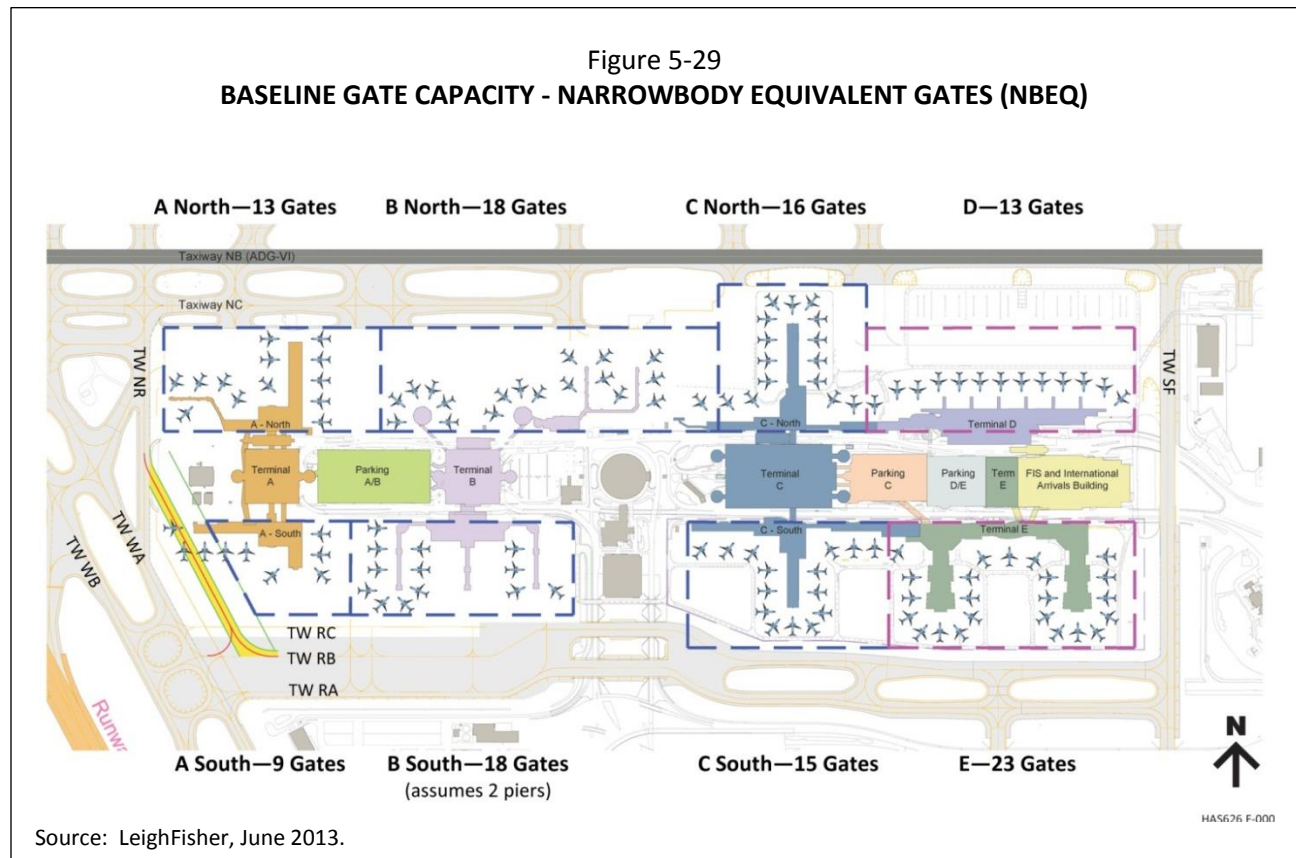 Figure 5-29
BASELINE GATE CAPACITY - NARROWBODY EQUIVALENT GATES (NBEQ)
A North—13 Gates
B North—18 Gates
C North—16 Gates
D—13 Gates
Taxiway NB (ADG-VI)
Taxiway NC
TW NR
TW SF
A - North
C - North
Terminal D
Terminal
A
Parking
A/B
Terminal
B
Terminal
C
Parking
C
Parking
D/E
Term
E
FIS and International
Arrivals Building
A - South
C - South
Terminal E
TW WA
TW WB
TW RC
TW RB
TW RA
Runwa
N
A South—9 Gates
B South—18 Gates
(assumes 2 piers)
C South—15 Gates
E—23 Gates
HAS626 F-000
Source: LeighFisher, June 2013.